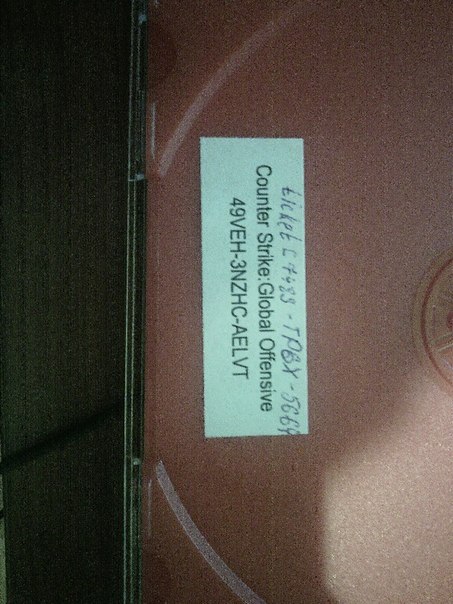 ticket
Counter Strike:Global Offensive
49VEH-3NZHC-AELVT